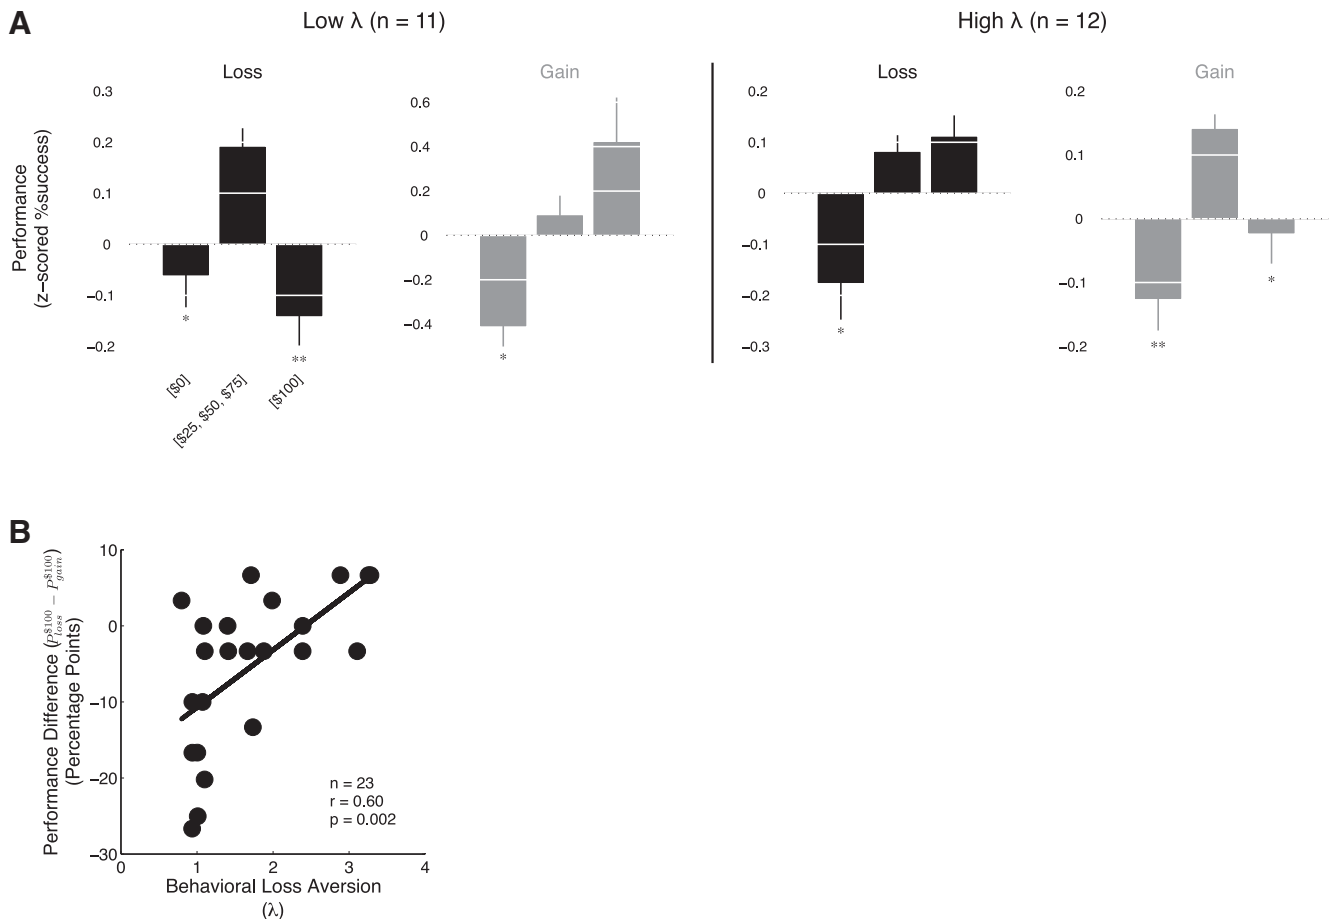 A
Low λ (n = 11)
High λ (n = 12)
Loss
Gain
Loss
Gain
Performance
(z−scored %success)
0.3
0.2
0.1
0
−0.1
−0.2
0.6
0.4
0.2
0
−0.2
−0.4
0.2
0.1
0
−0.1
−0.2
−0.3
0.2
0.1
0
−0.1
−0.2
*
**
*
*
**
*
[$0]
[$25, $50, $75]
[$100]
B
Performance Difference (P$100loss − P$100gain)
(Percentage Points)
10
0
−10
−20
−30
n = 23
r = 0.60
p = 0.002
0 1 2 3 4
Behavioral Loss Aversion
(λ)